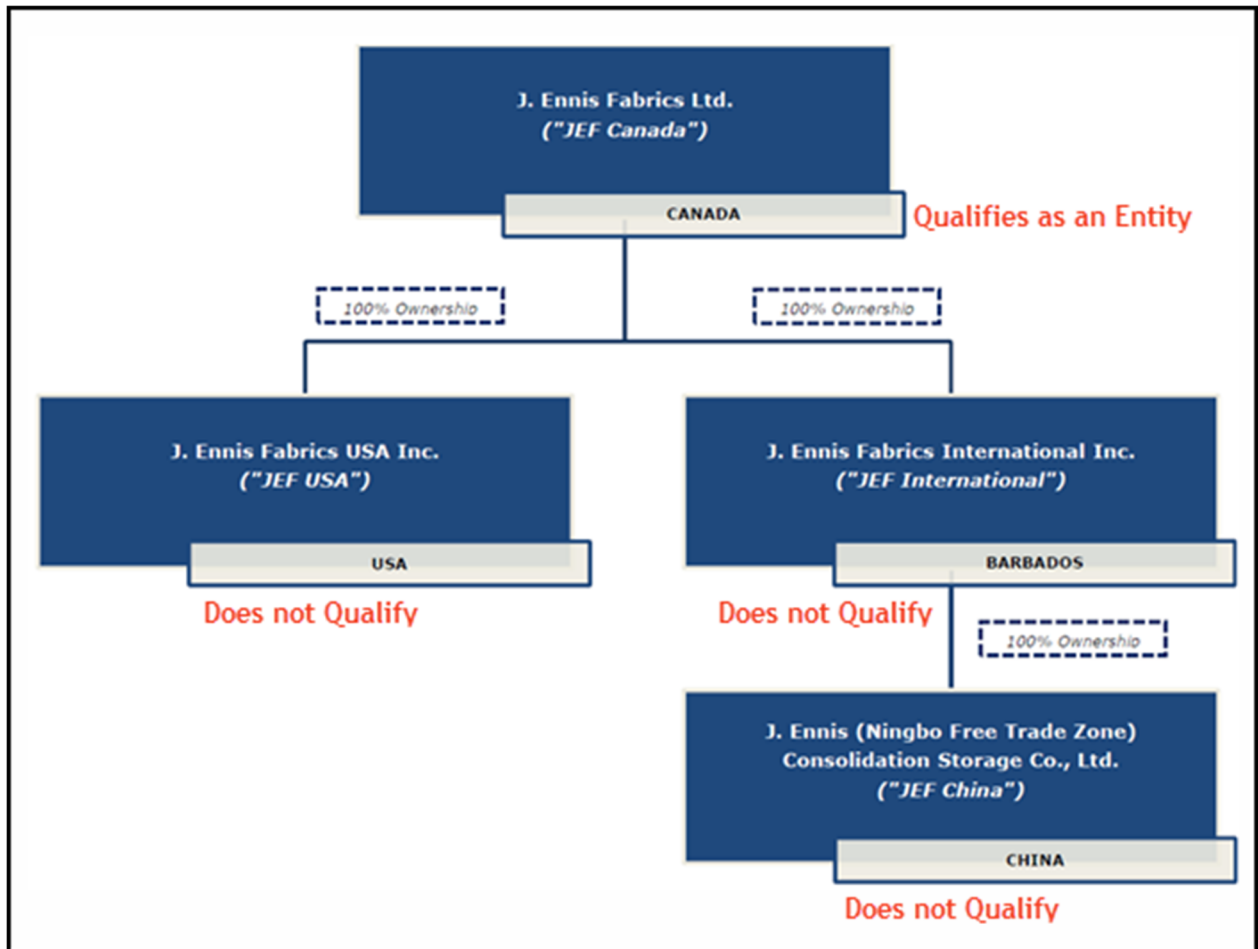 J. Ennis Fabrics Ltd.
("JEF Canada")
CANADA
Qualifies as an Entity
100% Ownership
100% Ownership
J. Ennis Fabrics USA Inc.
("JEF USA")
USA
Does not Qualify
J. Ennis Fabrics International Inc.
("JEF International")
BARBADOS
Does not Qualify
100% Ownership
J. Ennis (Ningbo Free Trade Zone)
Consolidation Storage Co., Ltd.
("JEF China")
CHINA
Does not Qualify